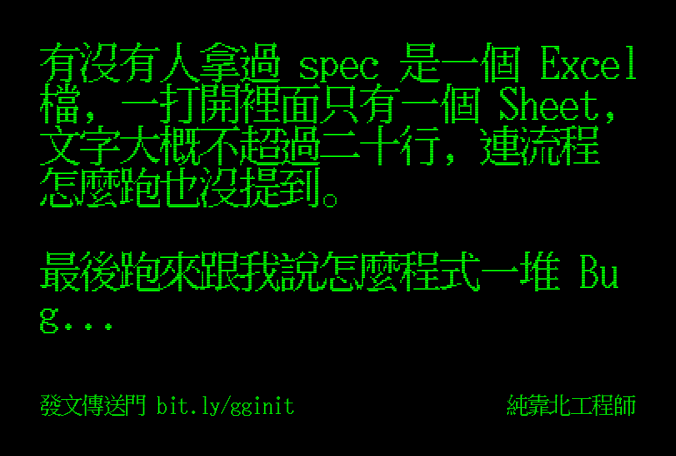 有沒有人拿過 spec 是一個 Excel
檔, 一打開裡面只有一個 Sheet,
文字大概不超過二十行, 連流程
怎麼跑也沒提到。
最後跑來跟我說怎麼程式一堆 Bu
g...
發文傳送門 bit.ly/gginit
純靠北工程師